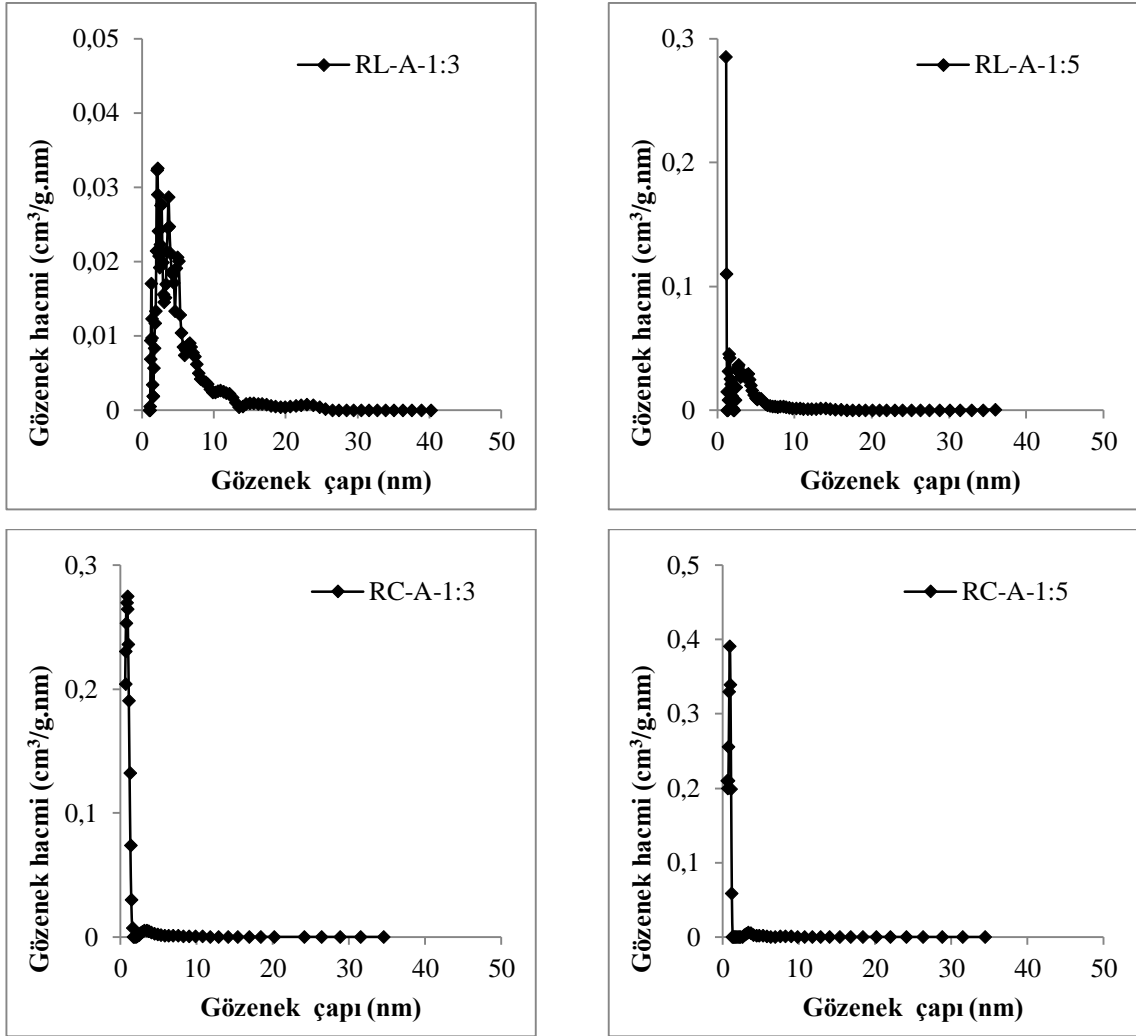 0,05
0,04
0,03
0,02
0,01
0
0 10 20 30 40 50
Gözenek hacmi (cm³/g.nm)
Gözenek çapı (nm)
RL-A-1:3
0,3
0,2
0,1
0
0 10 20 30 40 50
Gözenek hacmi (cm³/g.nm)
Gözenek çapı (nm)
RL-A-1:5
0,3
0,2
0,1
0
0 10 20 30 40 50
Gözenek hacmi (cm³/g.nm)
Gözenek çapı (nm)
RC-A-1:3
0,5
0,4
0,3
0,2
0,1
0
0 10 20 30 40 50
Gözenek hacmi (cm³/g.nm)
Gözenek çapı (nm)
RC-A-1:5